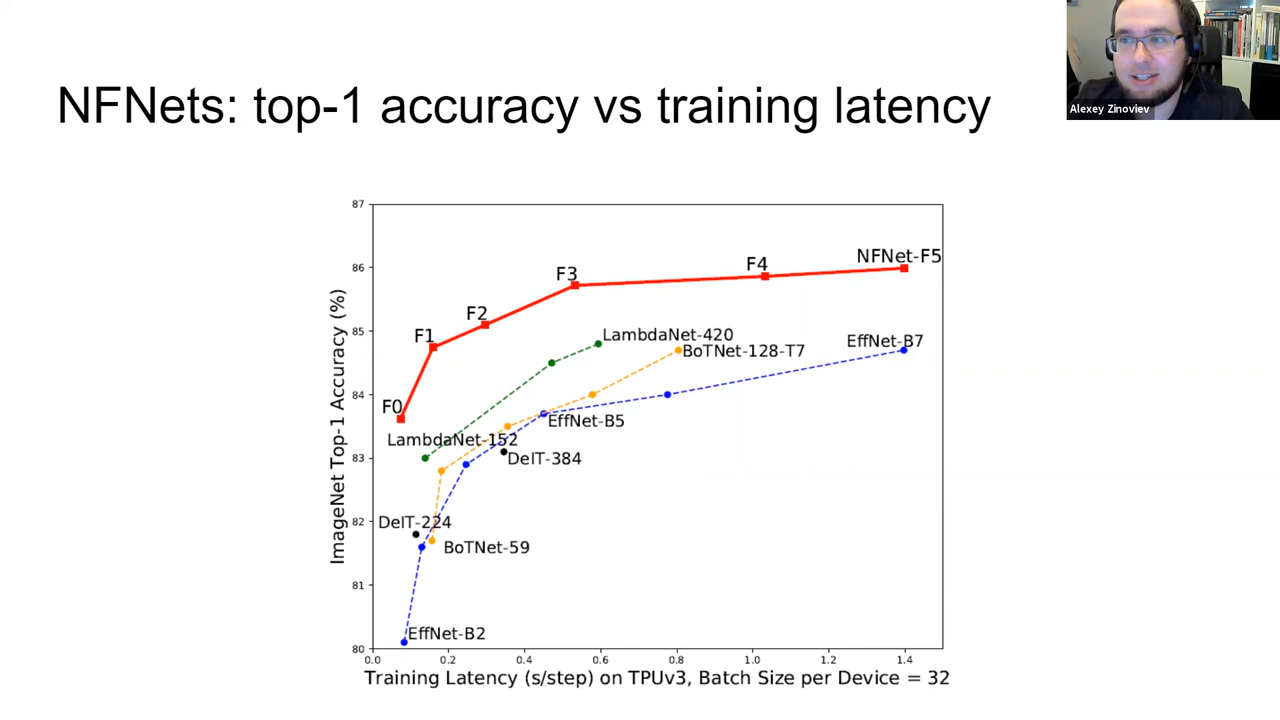 NFNets: top-1 accuracy vs training latency
Alexey Zinoviev
87
86
85
84
83
82
81
80
ImageNet Top-1 Accuracy (%)
F0
F1
F2
F3
F4
NFNet-F5
LambdaNet-420
BoTNet-128-T7
EffNet-B7
EffNet-B5
LambdaNet-152
DeIT-384
DeIT-224
BoTNet-59
EffNet-B2
0.0 0.2 0.4 0.6 0.8 1.0 1.2 1.4
Training Latency (s/step) on TPUv3, Batch Size per Device = 32